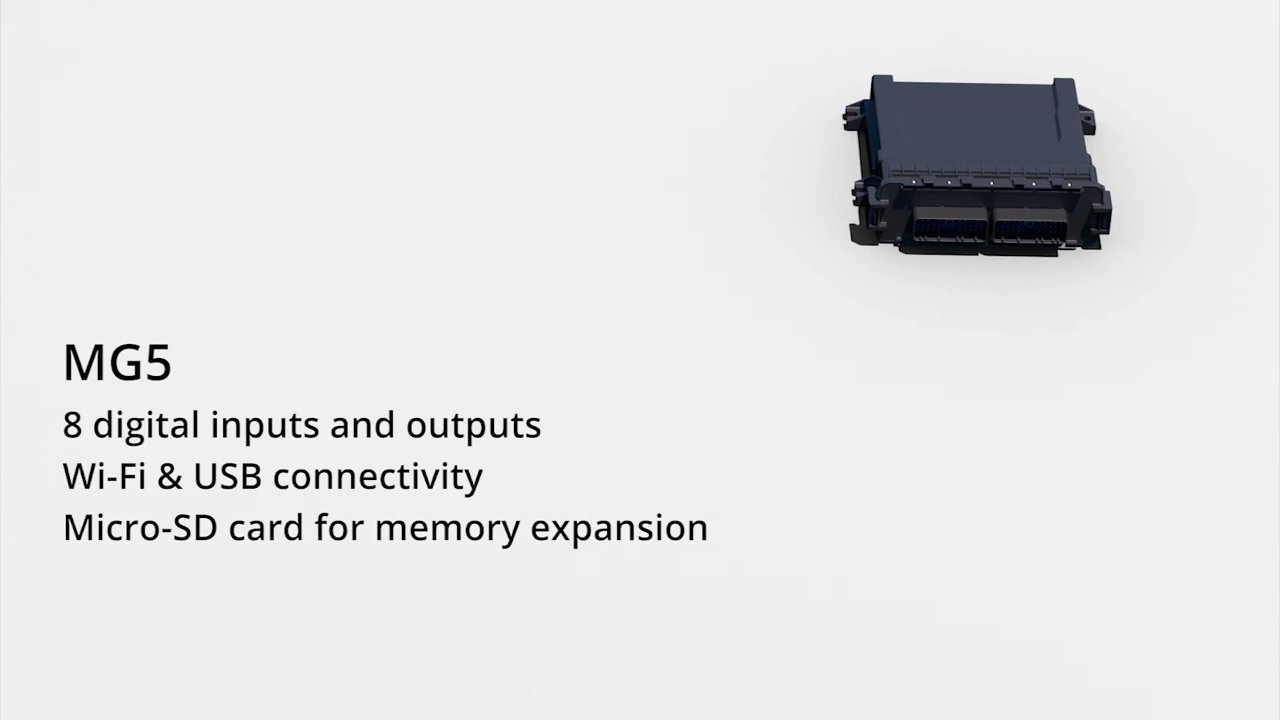 MG5
8 digital inputs and outputs
Wi-Fi & USB connectivity
Micro-SD card for memory expansion